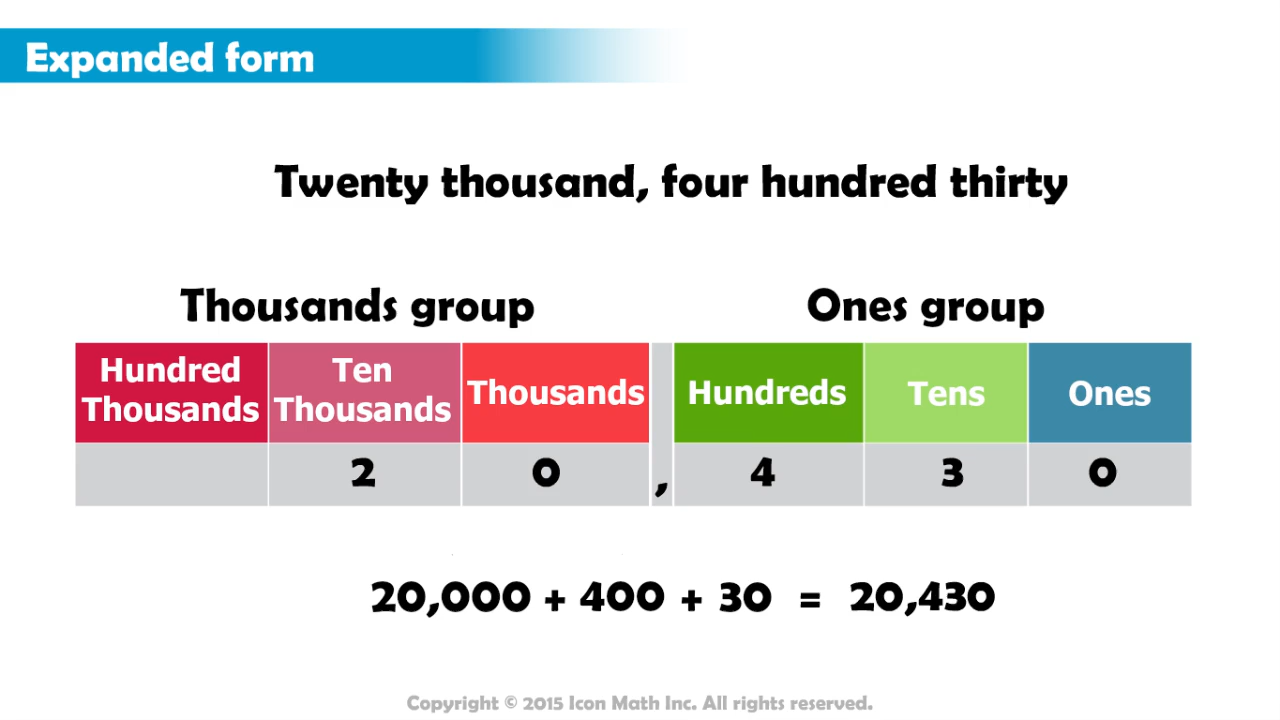 Expanded form
Twenty thousand, four hundred thirty
Thousands group Ones group
Hundred Thousands Ten Thousands Thousands Hundreds Tens Ones
2 0 , 4 3 0
20,000 + 400 + 30 = 20,430
Copyright © 2015 Icon Math Inc. All rights reserved.